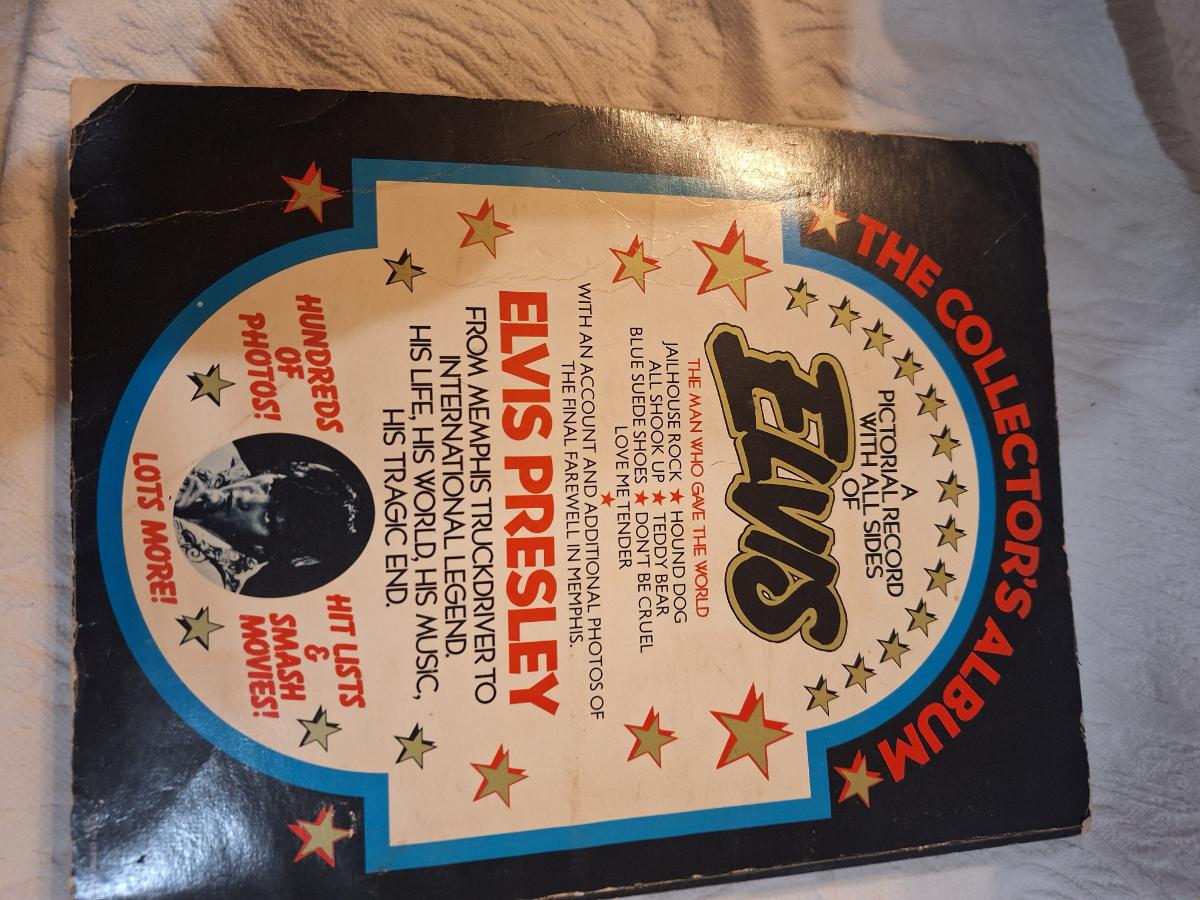 THE COLLECTOR'S ALBUM
A
PICTORIAL RECORD
WITH ALL SIDES
OF
ELVIS
THE MAN WHO GAVE THE WORLD
JAILHOUSE ROCK ★ HOUND DOG
ALL SHOOK UP ★ TEDDY BEAR
BLUE SUEDE SHOES ★ DON'T BE CRUEL
LOVE ME TENDER
★
WITH AN ACCOUNT AND ADDITIONAL PHOTOS OF
THE FINAL FAREWELL IN MEMPHIS.
ELVIS PRESLEY
FROM MEMPHIS TRUCKDRIVER TO
INTERNATIONAL LEGEND.
HIS LIFE, HIS WORLD, HIS MUSIC,
HIS TRAGIC END.
HUNDREDS
OF
PHOTOS!
HIT LISTS
&
SMASH
MOVIES!
LOTS MORE!